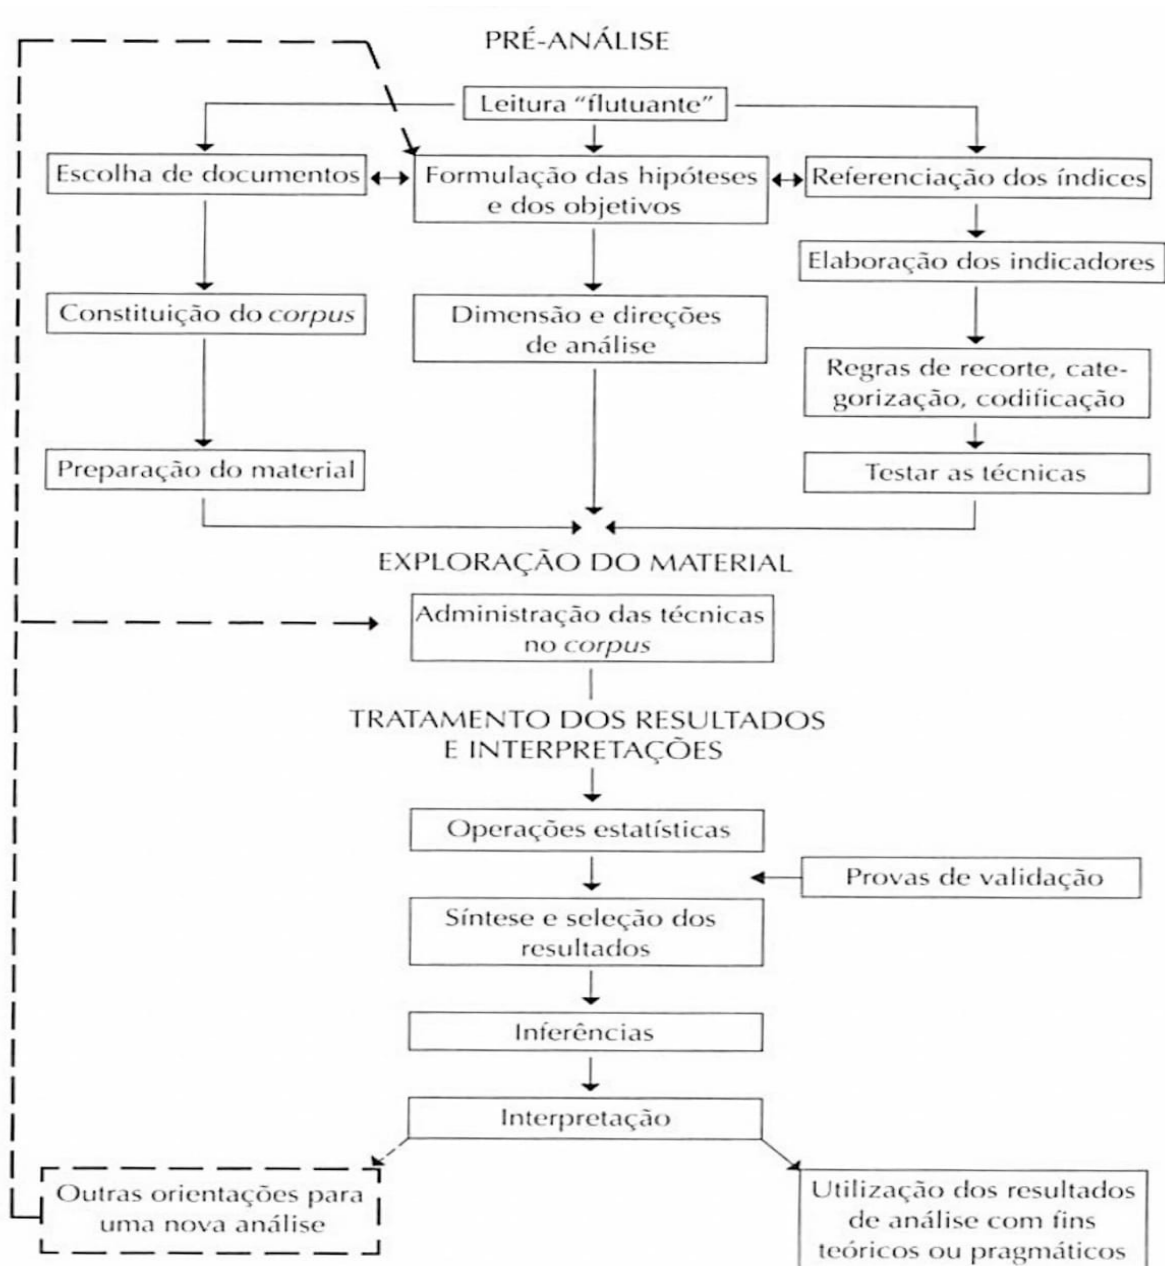 PRÉ-ANÁLISE
Leitura “flutuante”
Escolha de documentos
Formulação das hipóteses
e dos objetivos
Referenciação dos índices
Elaboração dos indicadores
Constituição do corpus
Dimensão e direções
de análise
Regras de recorte, cate-
gorização, codificação
Preparação do material
Testar as técnicas
EXPLORAÇÃO DO MATERIAL
Administração das técnicas
no corpus
TRATAMENTO DOS RESULTADOS
E INTERPRETAÇÕES
Operações estatísticas
Provas de validação
Síntese e seleção dos
resultados
Inferências
Interpretação
Outras orientações para
uma nova análise
Utilização dos resultados
de análise com fins
teóricos ou pragmáticos